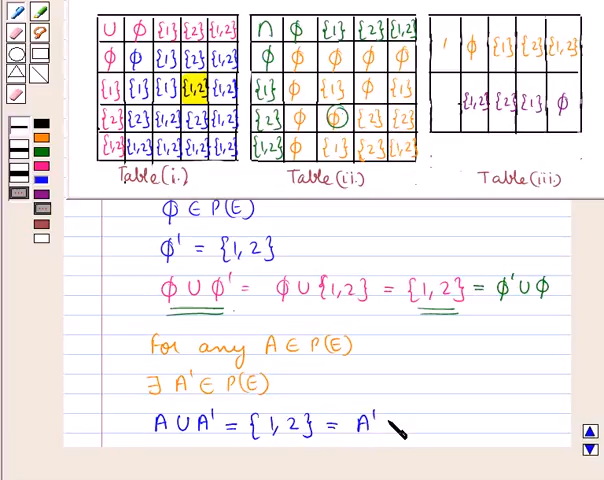 ∪ ϕ {1} {2} {1,2}
ϕ ϕ {1} {2} {1,2}
{1} {1} {1} {1,2} {1,2}
{2} {2} {1,2} {2} {1,2}
{1,2} {1,2} {1,2} {1,2} {1,2}
Table(i.)
∩ ϕ {1} {2} {1,2}
ϕ ϕ ϕ ϕ ϕ
{1} ϕ {1} ϕ {1}
{2} ϕ ϕ {2} {2}
{1,2} ϕ {1} {2} {1,2}
Table(ii.)
' ϕ {1} {2} {1,2}
{1,2} {2} {1} ϕ
Table(iii.)
ϕ ∈ P(E)
ϕ' = {1,2}
ϕ ∪ ϕ' = ϕ ∪ {1,2} = {1,2} = ϕ' ∪ ϕ
For any A ∈ P(E)
∃ A' ∈ P(E)
A ∪ A' = {1,2} = A'